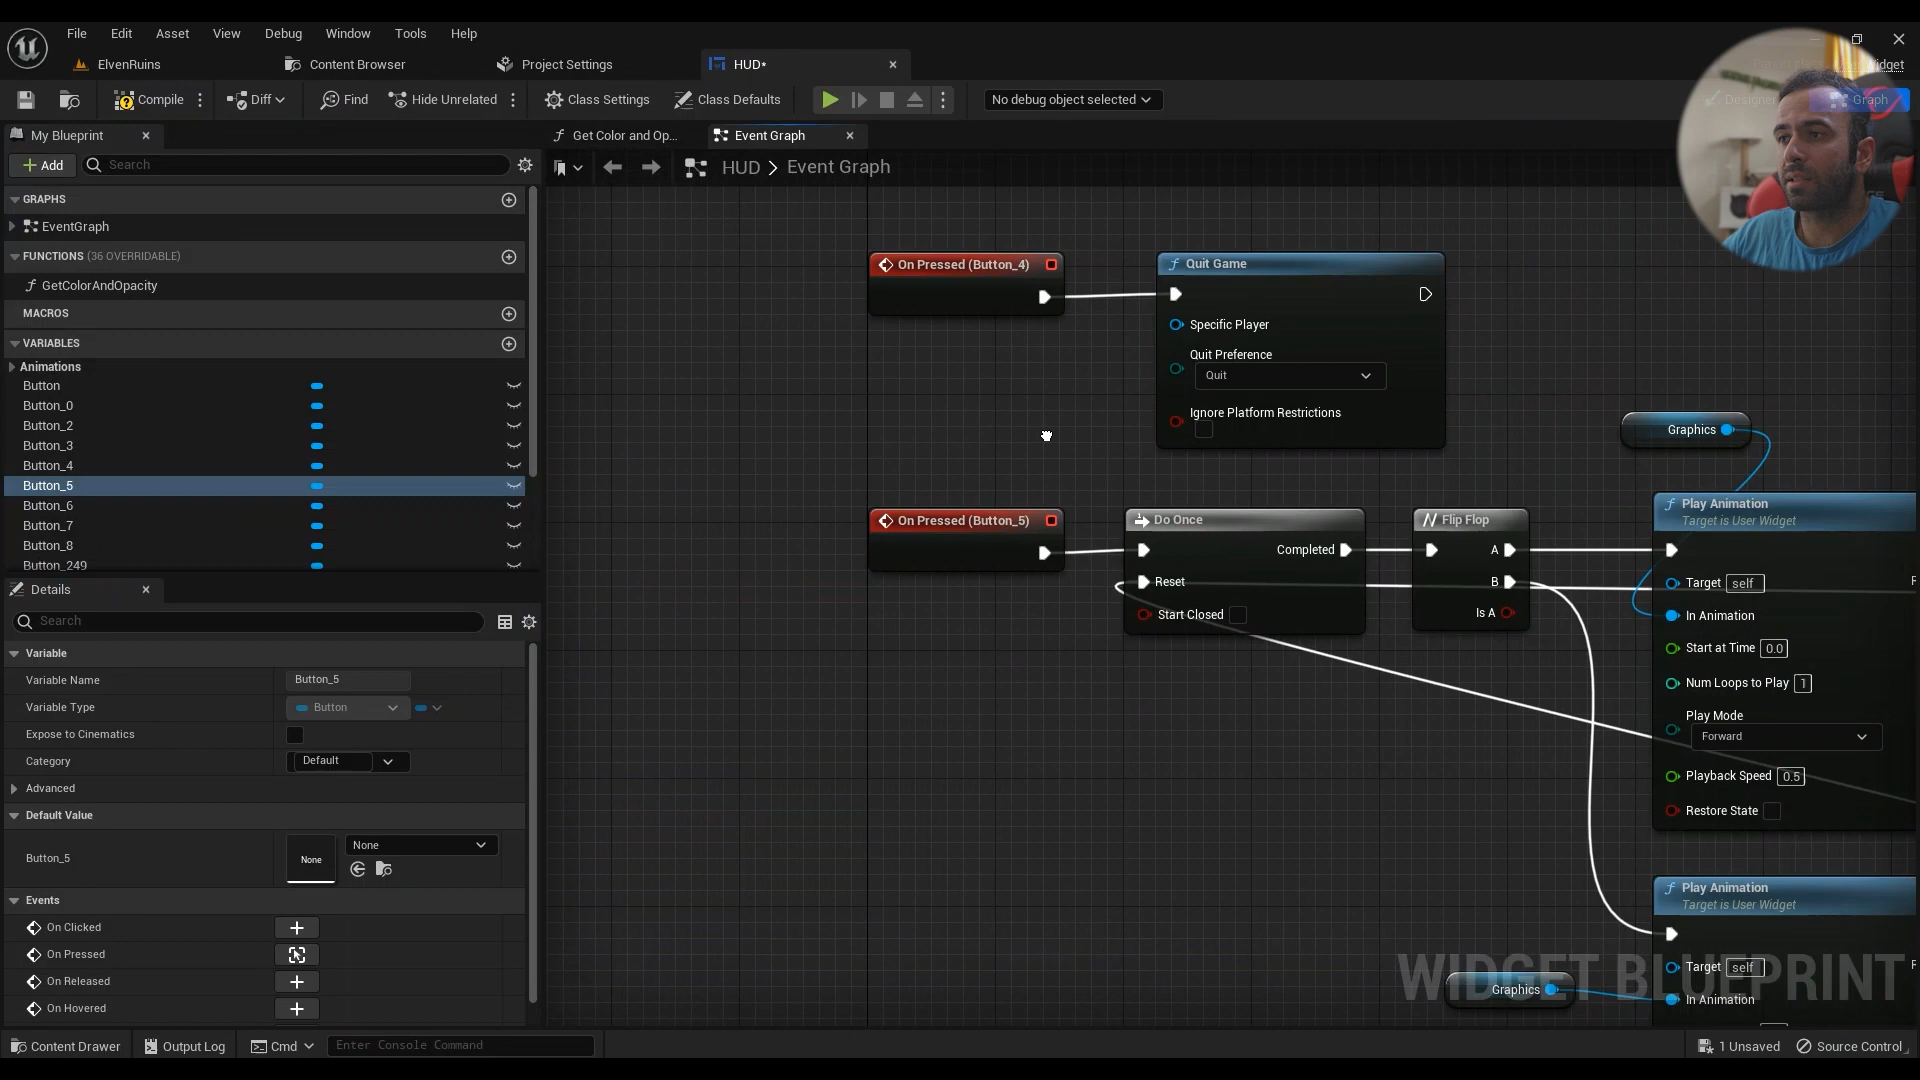 File Edit Asset View Debug Window Tools Help
ElvenRuins Content Browser Project Settings HUD*
Compile Diff Find Hide Unrelated Class Settings Class Defaults No debug object selected Designer Graph
My Blueprint
Get Color and Op... Event Graph
Add Search
HUD > Event Graph
GRAPHS
EventGraph
FUNCTIONS (36 OVERRIDABLE)
GetColorAndOpacity
MACROS
VARIABLES
Animations
Button
Button_0
Button_2
Button_3
Button_4
Button_5
Button_6
Button_7
Button_8
Button_249
Details
Search
Variable
Variable Name Button_5
Variable Type Button
Expose to Cinematics
Category Default
Advanced
Default Value
Button_5 None None
Events
On Clicked
On Pressed
On Released
On Hovered
On Pressed (Button_4)
Quit Game
Specific Player
Quit Preference
Quit
Ignore Platform Restrictions
Graphics
On Pressed (Button_5)
Do Once
Completed
Reset
Start Closed
Flip Flop
A
B
Is A
Play Animation
Target is User Widget
Target self
In Animation
Start at Time 0.0
Num Loops to Play 1
Play Mode
Forward
Playback Speed 0.5
Restore State
Play Animation
Target is User Widget
Target self
In Animation
Graphics
WIDGET BLUEPRINT
Content Drawer Output Log Cmd Enter Console Command 1 Unsaved Source Control